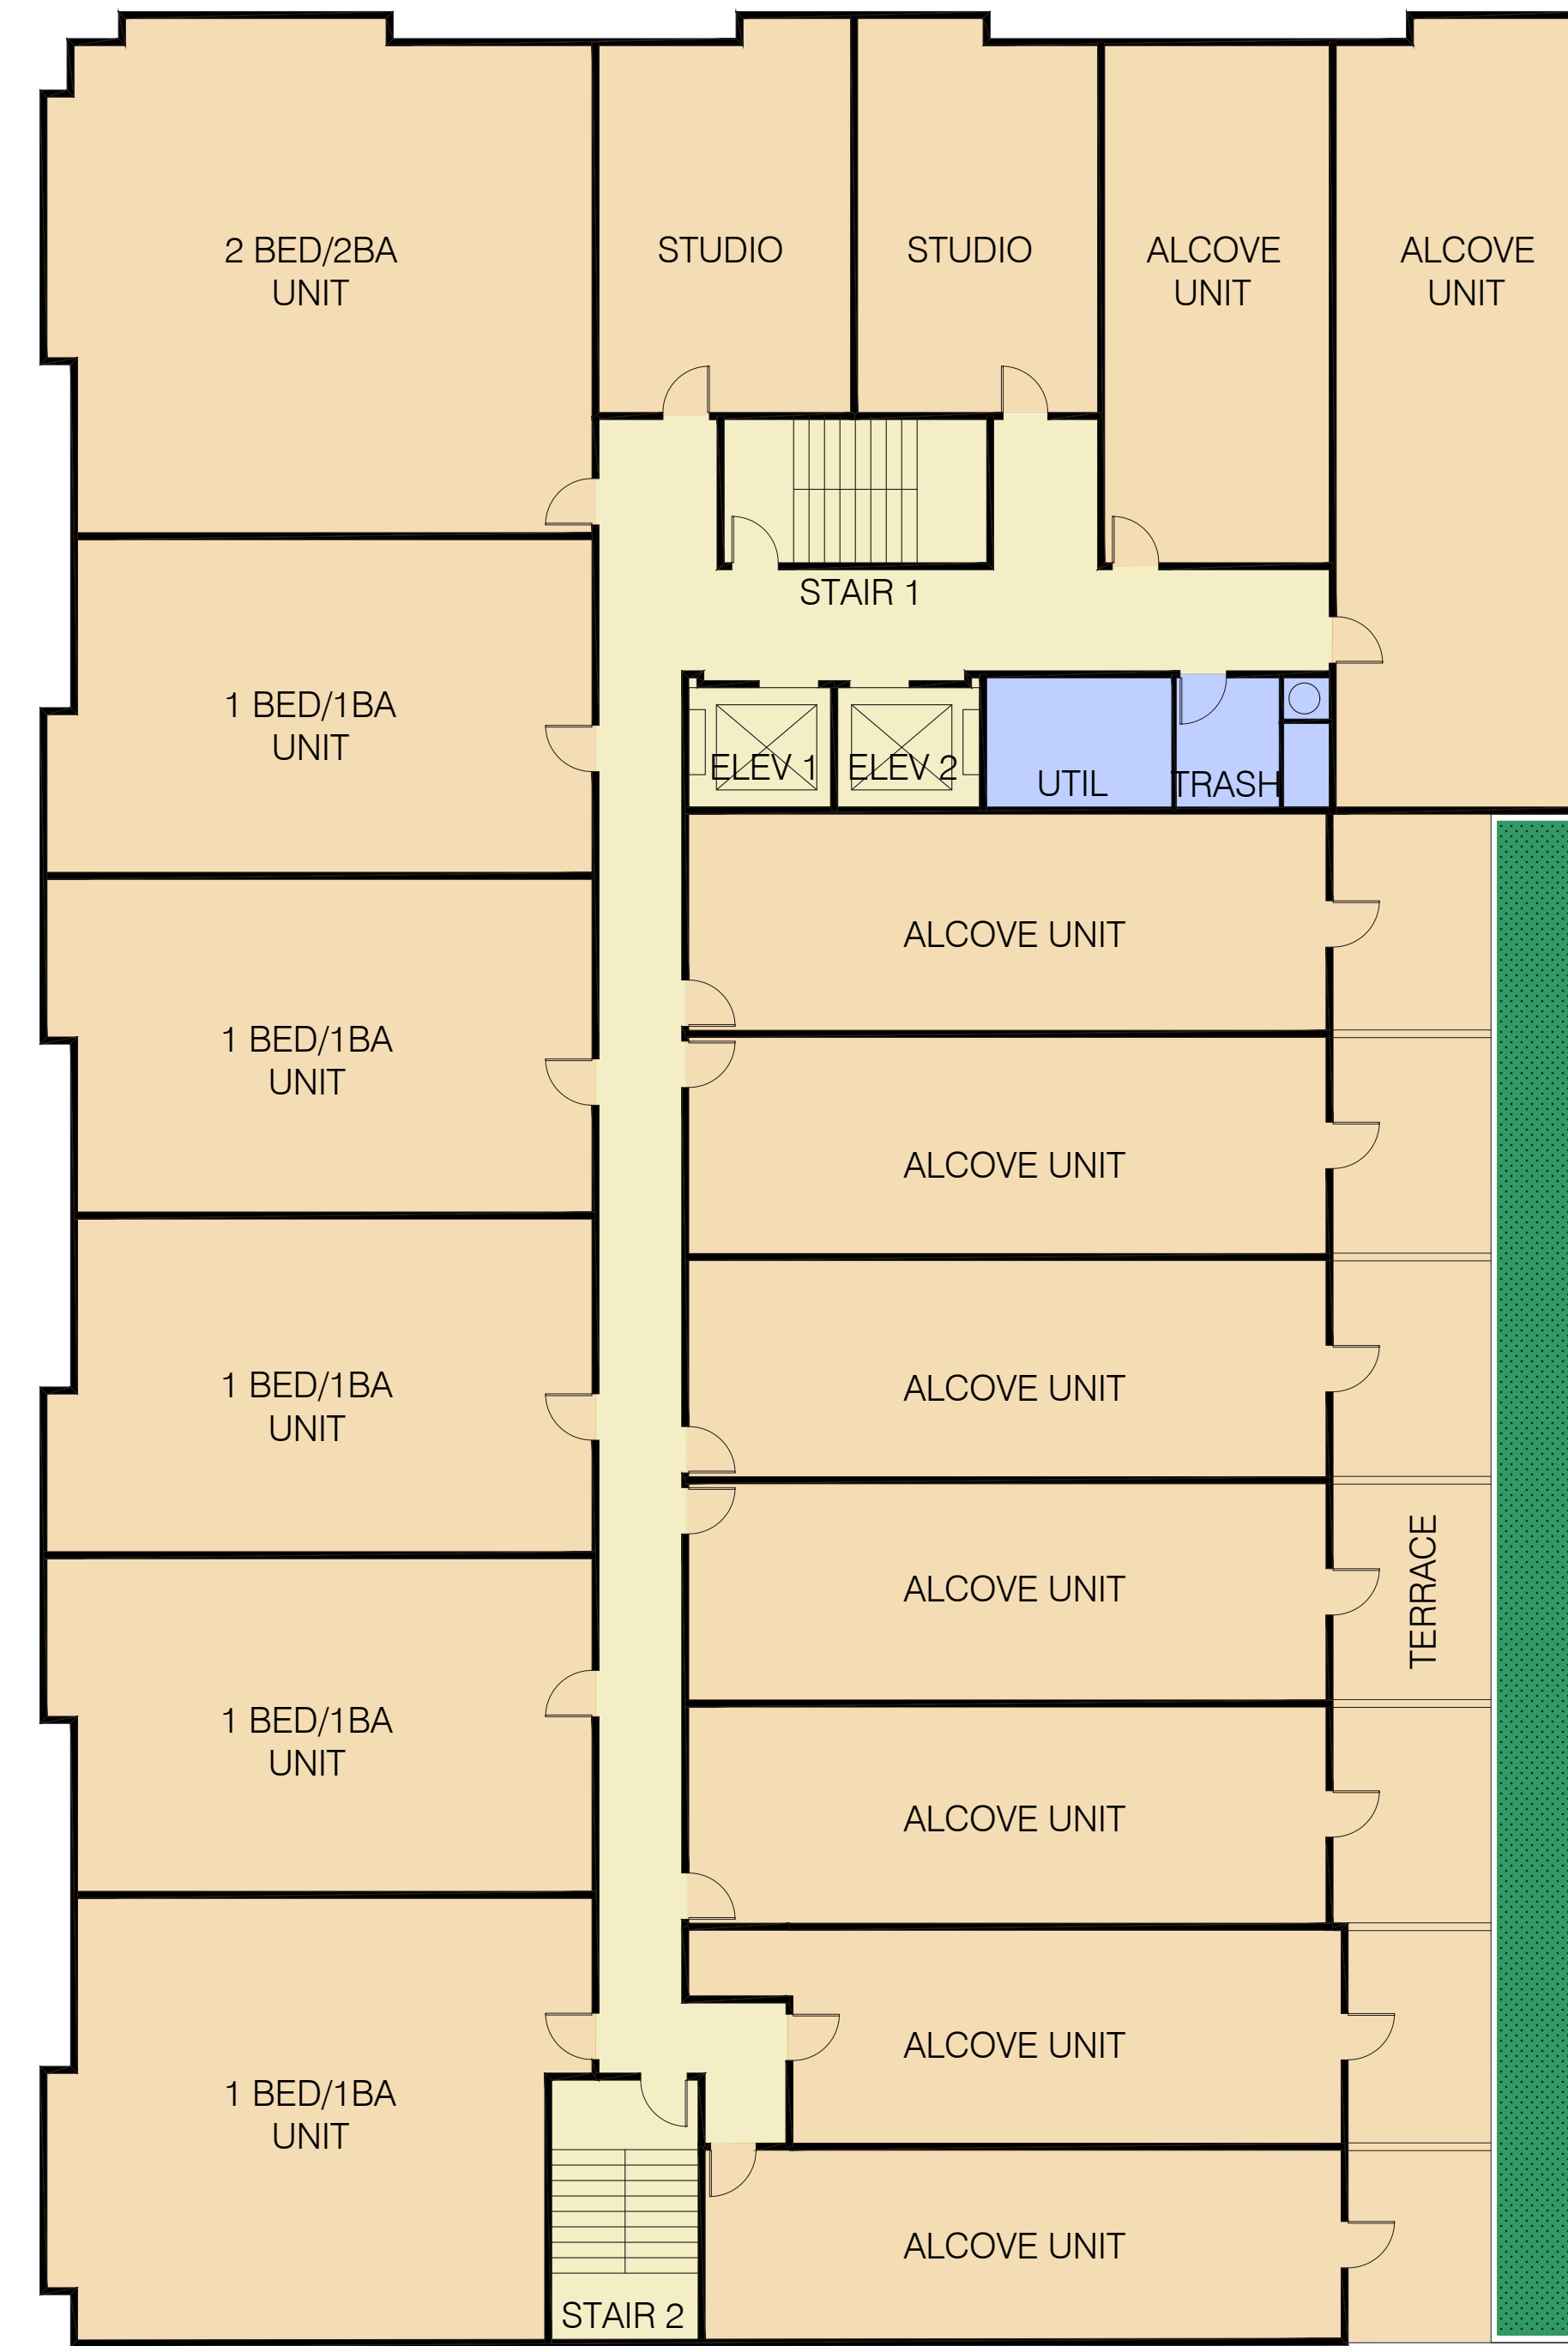 2 BED/2BA
UNIT
STUDIO
STUDIO
ALCOVE
UNIT
ALCOVE
UNIT
STAIR 1
1 BED/1BA
UNIT
ELEV 1
ELEV 2
UTIL
TRASH
ALCOVE UNIT
1 BED/1BA
UNIT
ALCOVE UNIT
1 BED/1BA
UNIT
ALCOVE UNIT
ALCOVE UNIT
TERRACE
1 BED/1BA
UNIT
ALCOVE UNIT
ALCOVE UNIT
1 BED/1BA
UNIT
ALCOVE UNIT
STAIR 2